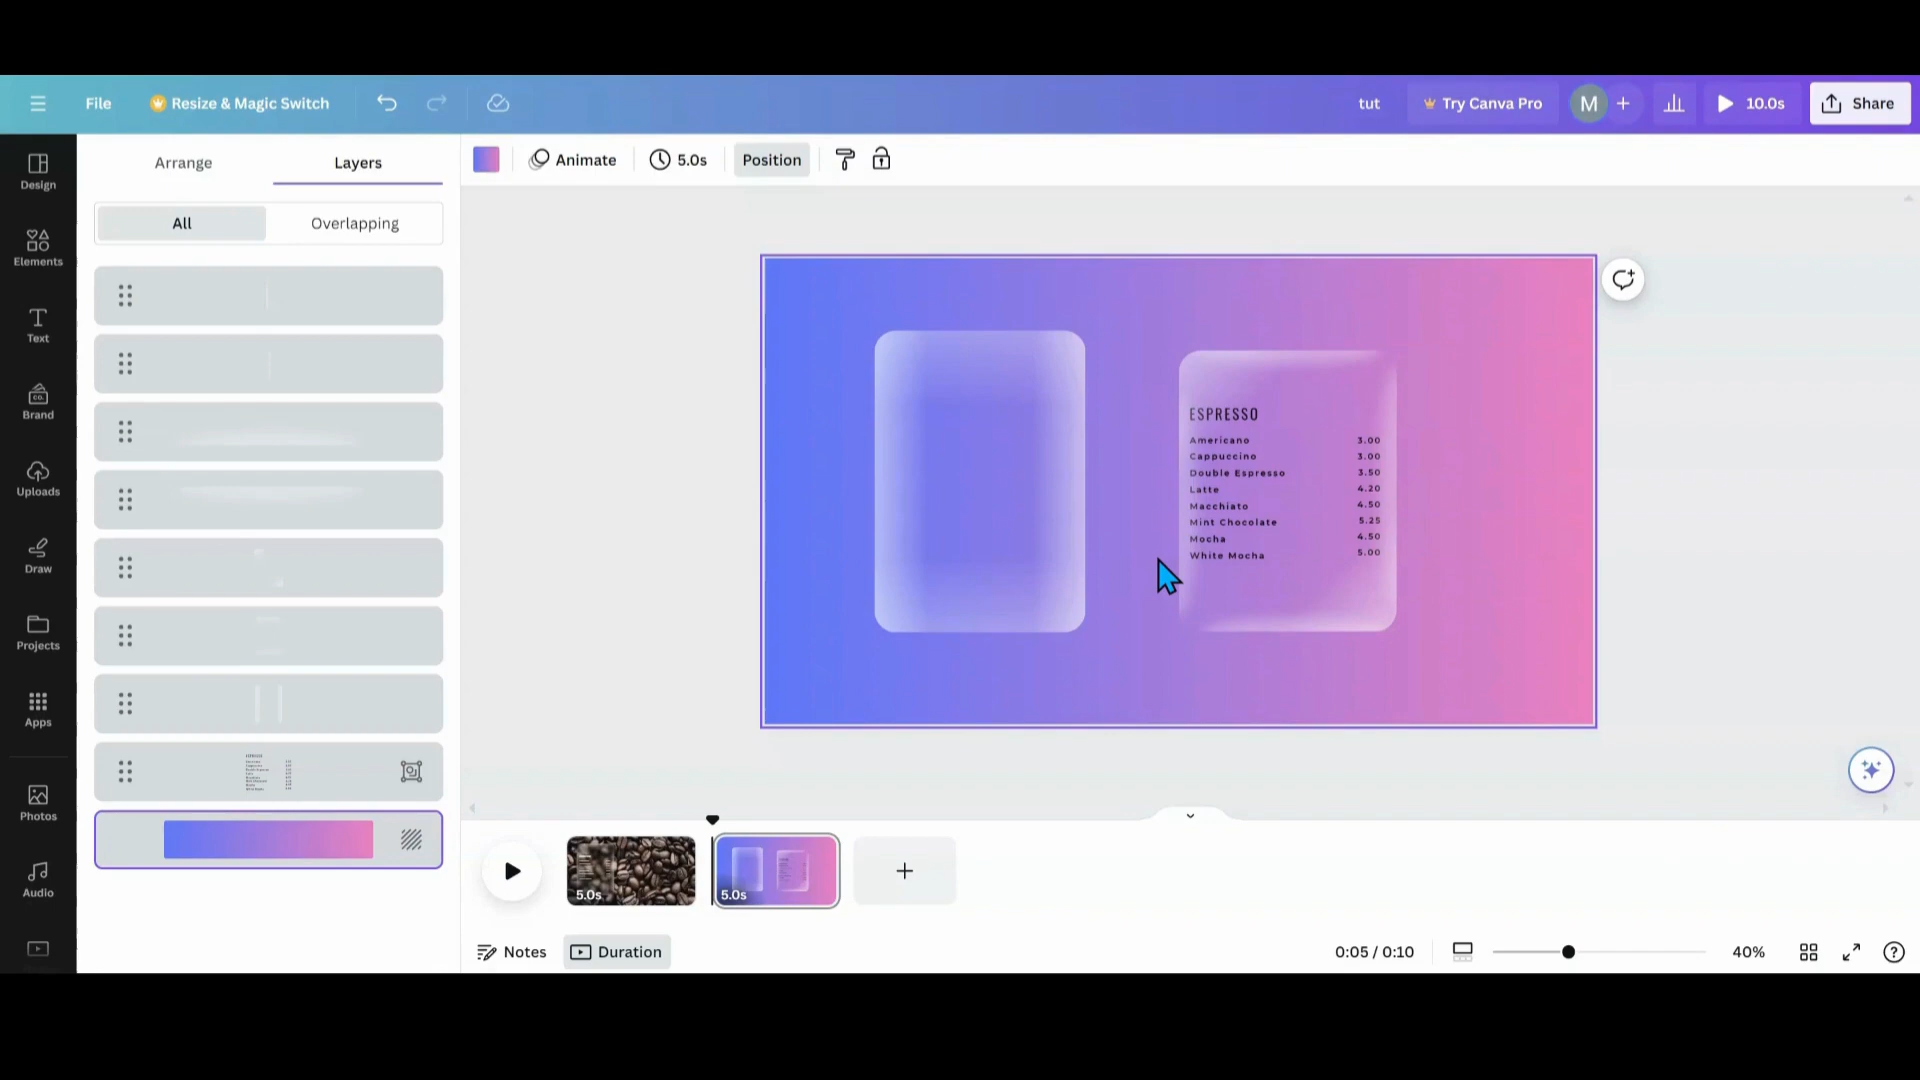 File
Resize & Magic Switch
tut
Try Canva Pro
M
10.0s
Share
Design
Elements
Text
Brand
Uploads
Draw
Projects
Apps
Photos
Audio
Arrange
Layers
All
Overlapping
Animate
5.0s
Position
ESPRESSO
Americano 3.00
Cappuccino 3.00
Double Espresso 3.50
Latte 4.20
Macchiato 4.50
Mint Chocolate 5.25
Mocha 4.50
White Mocha 5.00
5.0s
5.0s
Notes
Duration
0:05 / 0:10
40%